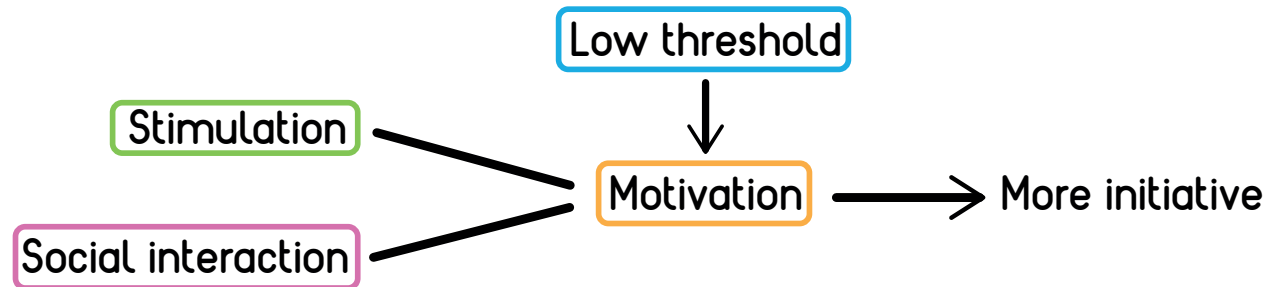 Low threshold
Stimulation
Motivation
More initiative
Social interaction